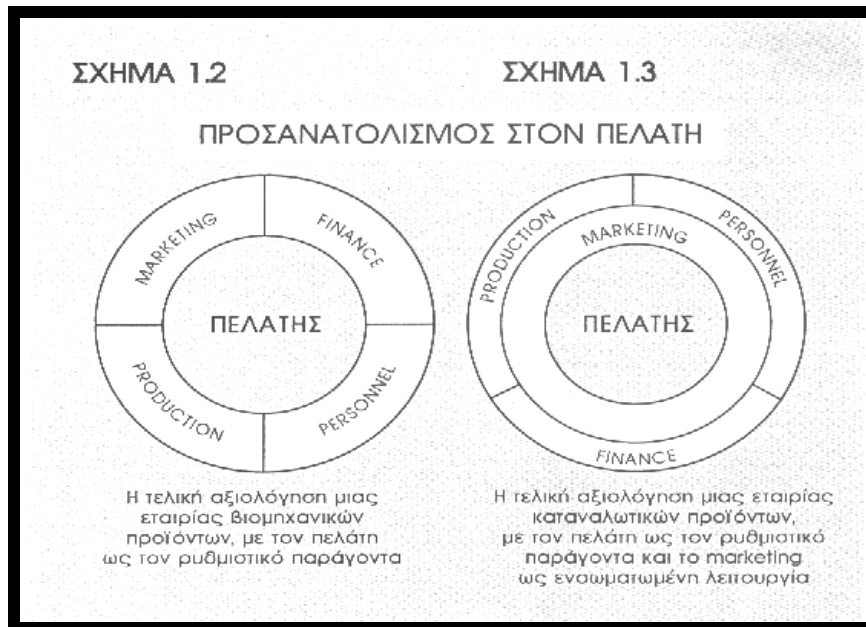 ΣΧΗΜΑ 1.2
ΣΧΗΜΑ 1.3
ΠΡΟΣΑΝΑΤΟΛΙΣΜΟΣ ΣΤΟΝ ΠΕΛΑΤΗ
MARKETING
FINANCE
ΠΕΛΑΤΗΣ
PRODUCTION
PERSONNEL
Η τελική αξιολόγηση μιας
εταιρίας βιομηχανικών
προϊόντων, με τον πελάτη
ως τον ρυθμιστικό παράγοντα
PRODUCTION
PERSONNEL
MARKETING
ΠΕΛΑΤΗΣ
FINANCE
Η τελική αξιολόγηση μιας εταιρίας
καταναλωτικών προϊόντων,
με τον πελάτη ως τον ρυθμιστικό
παράγοντα και το marketing
ως ενσωματωμένη λειτουργία